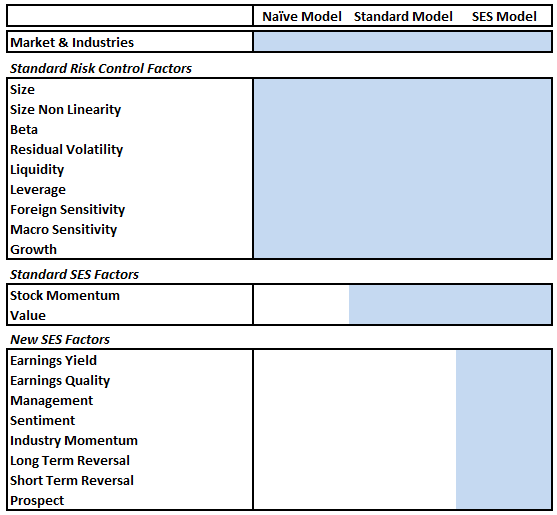 Naïve Model Standard Model SES Model
Market & Industries
Standard Risk Control Factors
Size
Size Non Linearity
Beta
Residual Volatility
Liquidity
Leverage
Foreign Sensitivity
Macro Sensitivity
Growth
Standard SES Factors
Stock Momentum
Value
New SES Factors
Earnings Yield
Earnings Quality
Management
Sentiment
Industry Momentum
Long Term Reversal
Short Term Reversal
Prospect